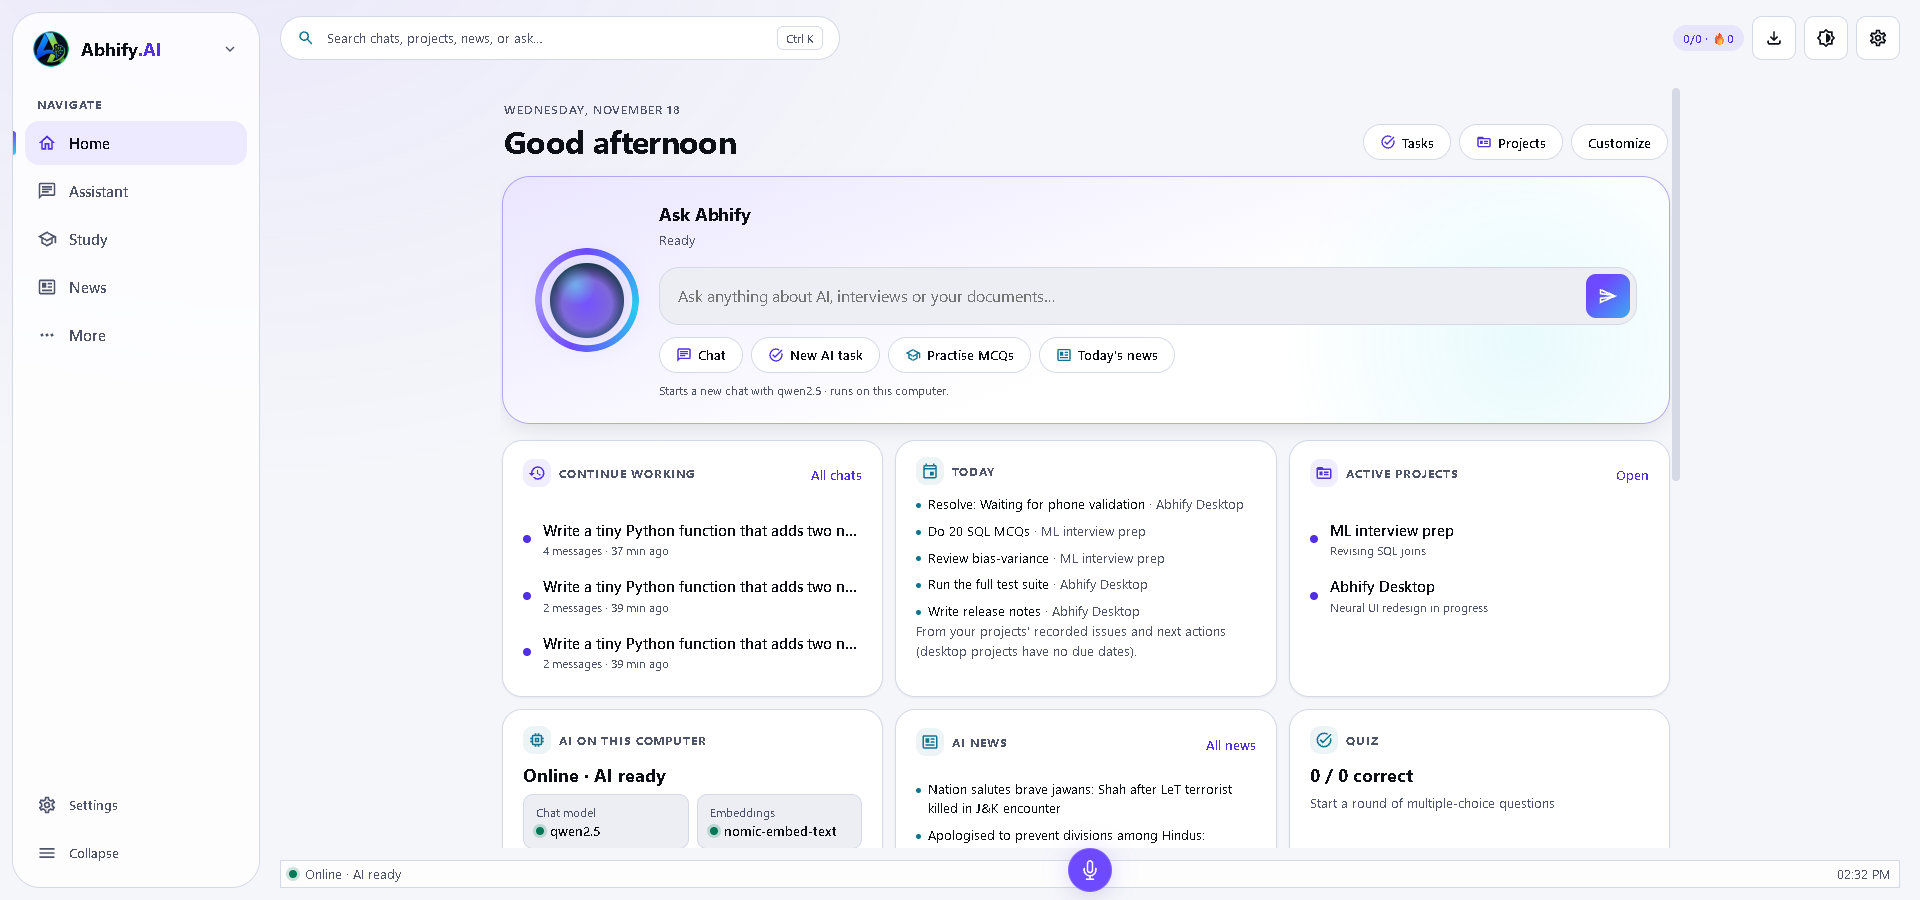 Abhify.AI
Search chats, projects, news, or ask...
Ctrl K
0/0 · 🔥 0
NAVIGATE
Home
Assistant
Study
News
More
Settings
Collapse
WEDNESDAY, NOVEMBER 18
Good afternoon
Tasks
Projects
Customize
Ask Abhify
Ready
Ask anything about AI, interviews or your documents...
Chat
New AI task
Practise MCQs
Today's news
Starts a new chat with qwen2.5 · runs on this computer.
CONTINUE WORKING
All chats
Write a tiny Python function that adds two n...
4 messages · 37 min ago
Write a tiny Python function that adds two n...
2 messages · 39 min ago
Write a tiny Python function that adds two n...
2 messages · 39 min ago
TODAY
Resolve: Waiting for phone validation · Abhify Desktop
Do 20 SQL MCQs · ML interview prep
Review bias-variance · ML interview prep
Run the full test suite · Abhify Desktop
Write release notes · Abhify Desktop
From your projects' recorded issues and next actions
(desktop projects have no due dates).
ACTIVE PROJECTS
Open
ML interview prep
Revising SQL joins
Abhify Desktop
Neural UI redesign in progress
AI ON THIS COMPUTER
Online · AI ready
Chat model
qwen2.5
Embeddings
nomic-embed-text
AI NEWS
All news
Nation salutes brave jawans: Shah after LeT terrorist
killed in J&K encounter
Apologised to prevent divisions among Hindus:
QUIZ
0 / 0 correct
Start a round of multiple-choice questions
Online · AI ready
02:32 PM